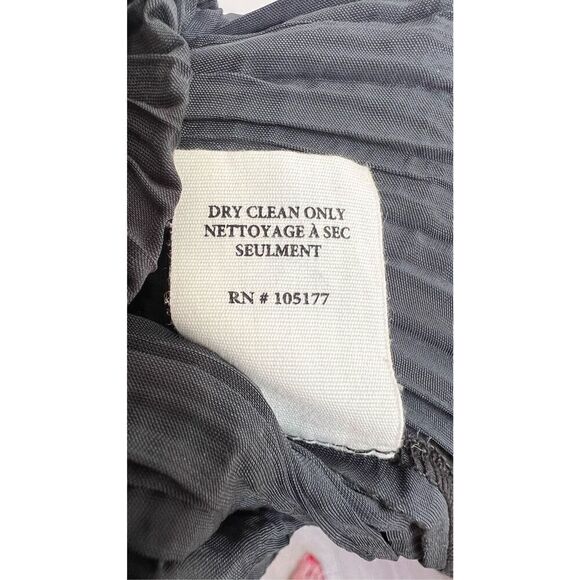 DRY CLEAN ONLY
NETTOYAGE À SEC
SEULMENT
RN # 105177